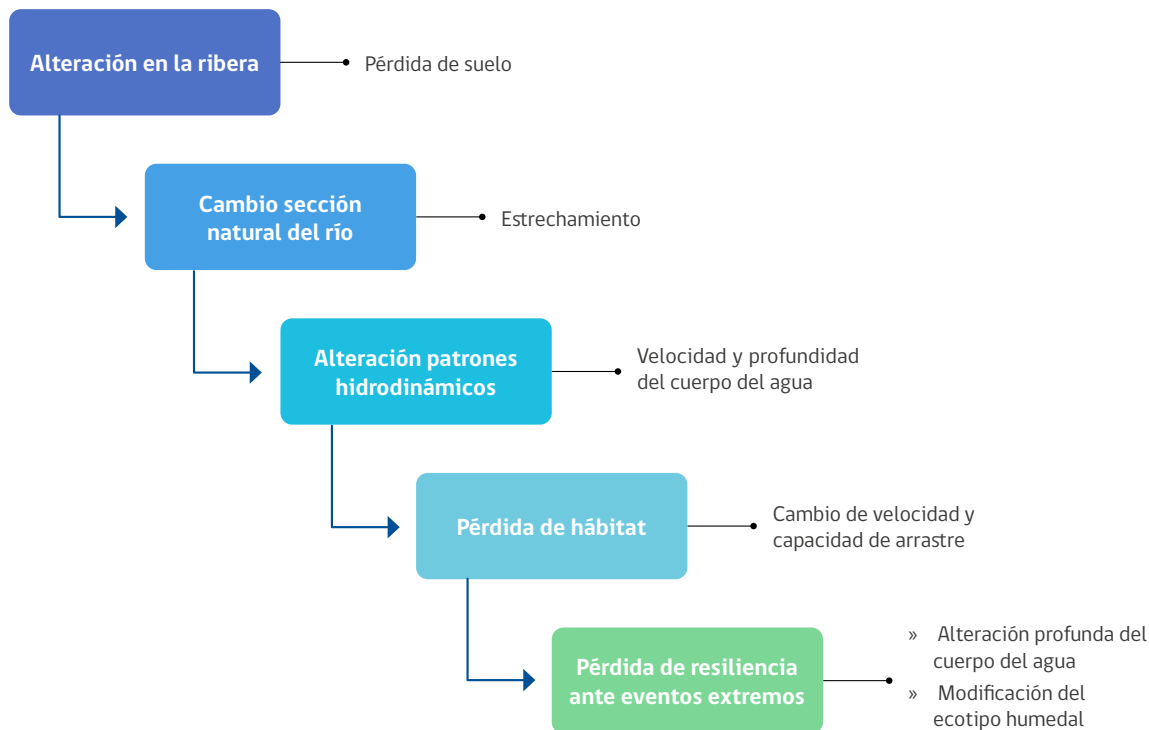 Alteración en la ribera
Pérdida de suelo
Cambio sección
natural del río
Estrechamiento
Alteración patrones
hidrodinámicos
Velocidad y profundidad
del cuerpo del agua
Pérdida de hábitat
Cambio de velocidad y
capacidad de arrastre
Pérdida de resiliencia
ante eventos extremos
» Alteración profunda del
cuerpo del agua
» Modificación del
ecotipo humedal